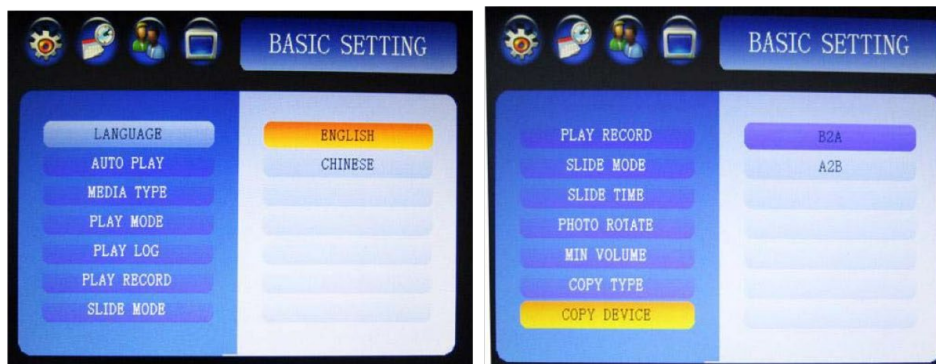 BASIC SETTING
LANGUAGE
AUTO PLAY
MEDIA TYPE
PLAY MODE
PLAY LOG
PLAY RECORD
SLIDE MODE
ENGLISH
CHINESE
BASIC SETTING
PLAY RECORD
SLIDE MODE
SLIDE TIME
PHOTO ROTATE
MIN VOLUME
COPY TYPE
COPY DEVICE
B2A
A2B